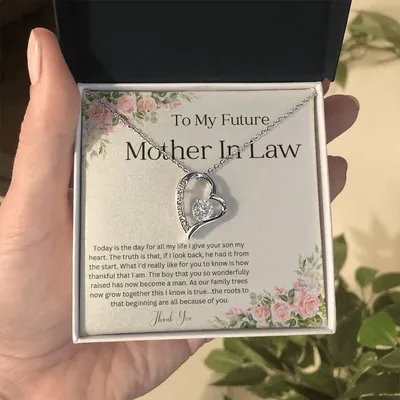 To My Future
Mother In Law
Today is the day for all my life I give your son my
heart. The truth is that, if I look back, he had it from
the start. What I'd really like for you to know is how
thankful that I am. The boy that you so wonderfully
raised has now become a man. As our family trees
now grow together this I know is true...the roots to
that beginning are all because of you.
Thank You